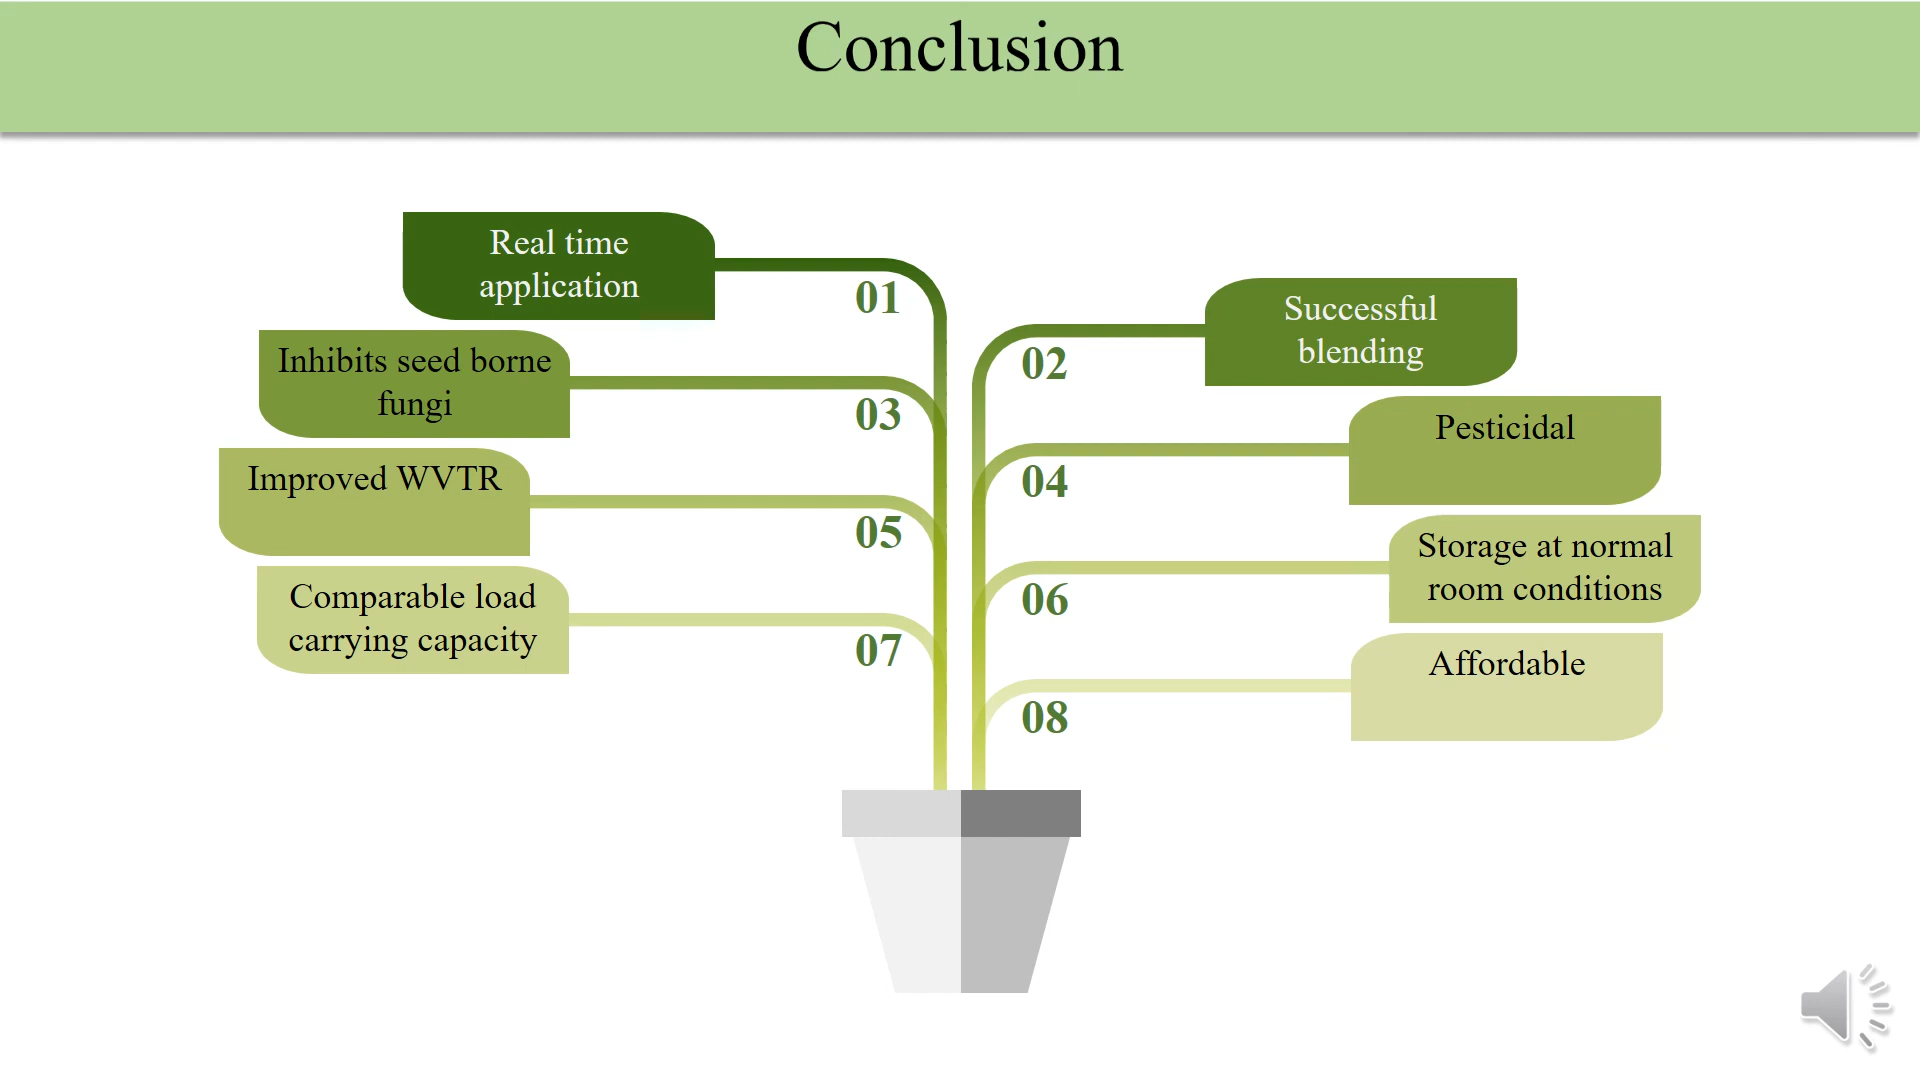 Conclusion
Real time
application
01
Successful
blending
02
Inhibits seed borne
fungi
03
Pesticidal
04
Improved WVTR
05
Storage at normal
room conditions
06
Comparable load
carrying capacity
07
Affordable
08